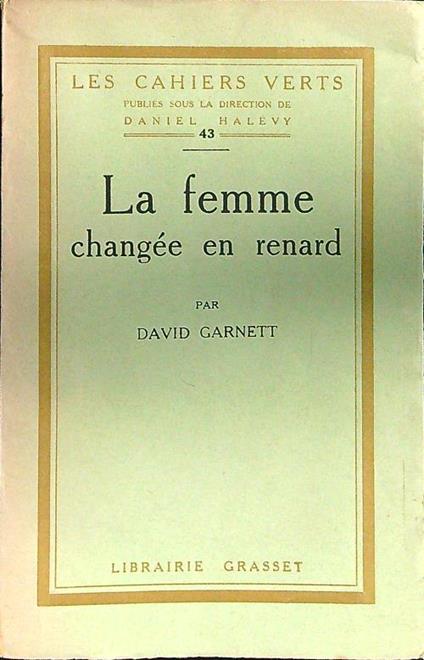 LES CAHIERS VERTS
PUBLIÉS SOUS LA DIRECTION DE
DANIEL HALÉVY
43
La femme
changée en renard
PAR
DAVID GARNETT
LIBRAIRIE GRASSET